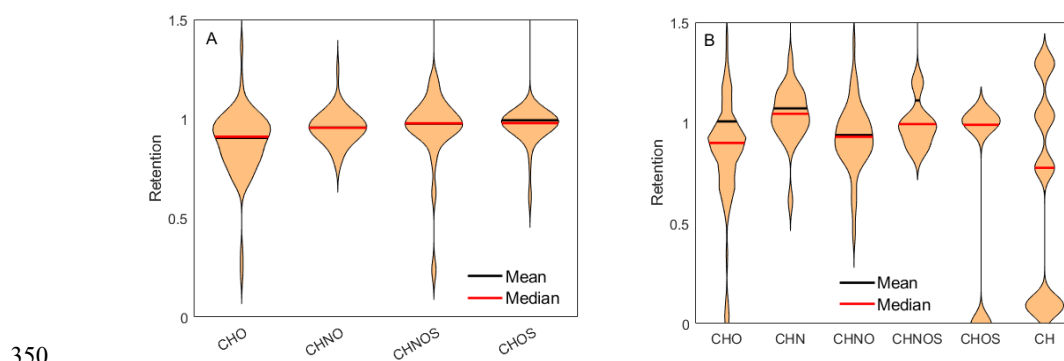 A
1.5
1
0.5
0
Retention
Mean
Median
CHO CHNO CHNOS CHOS
B
1.5
1
0.5
0
Retention
Mean
Median
CHO CHN CHNO CHNOS CHOS CH
350